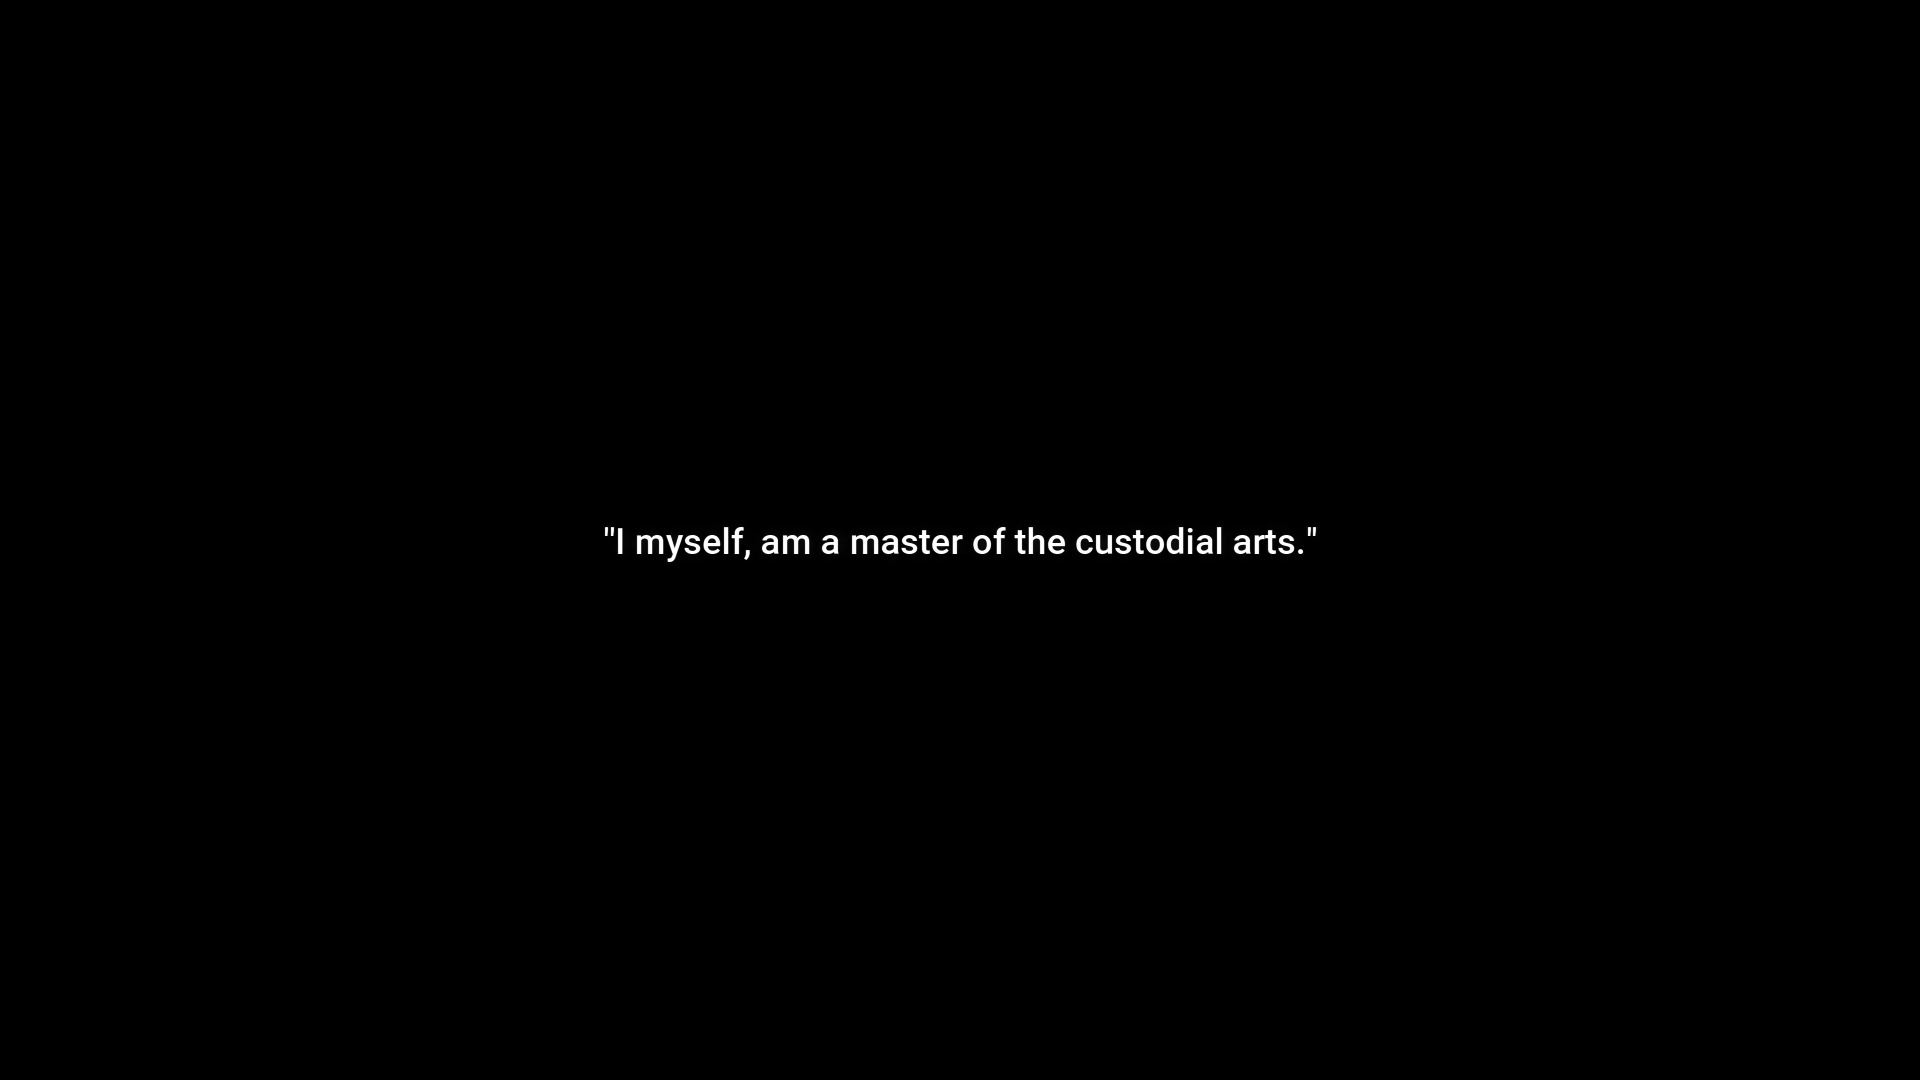 "I myself, am a master of the custodial arts."